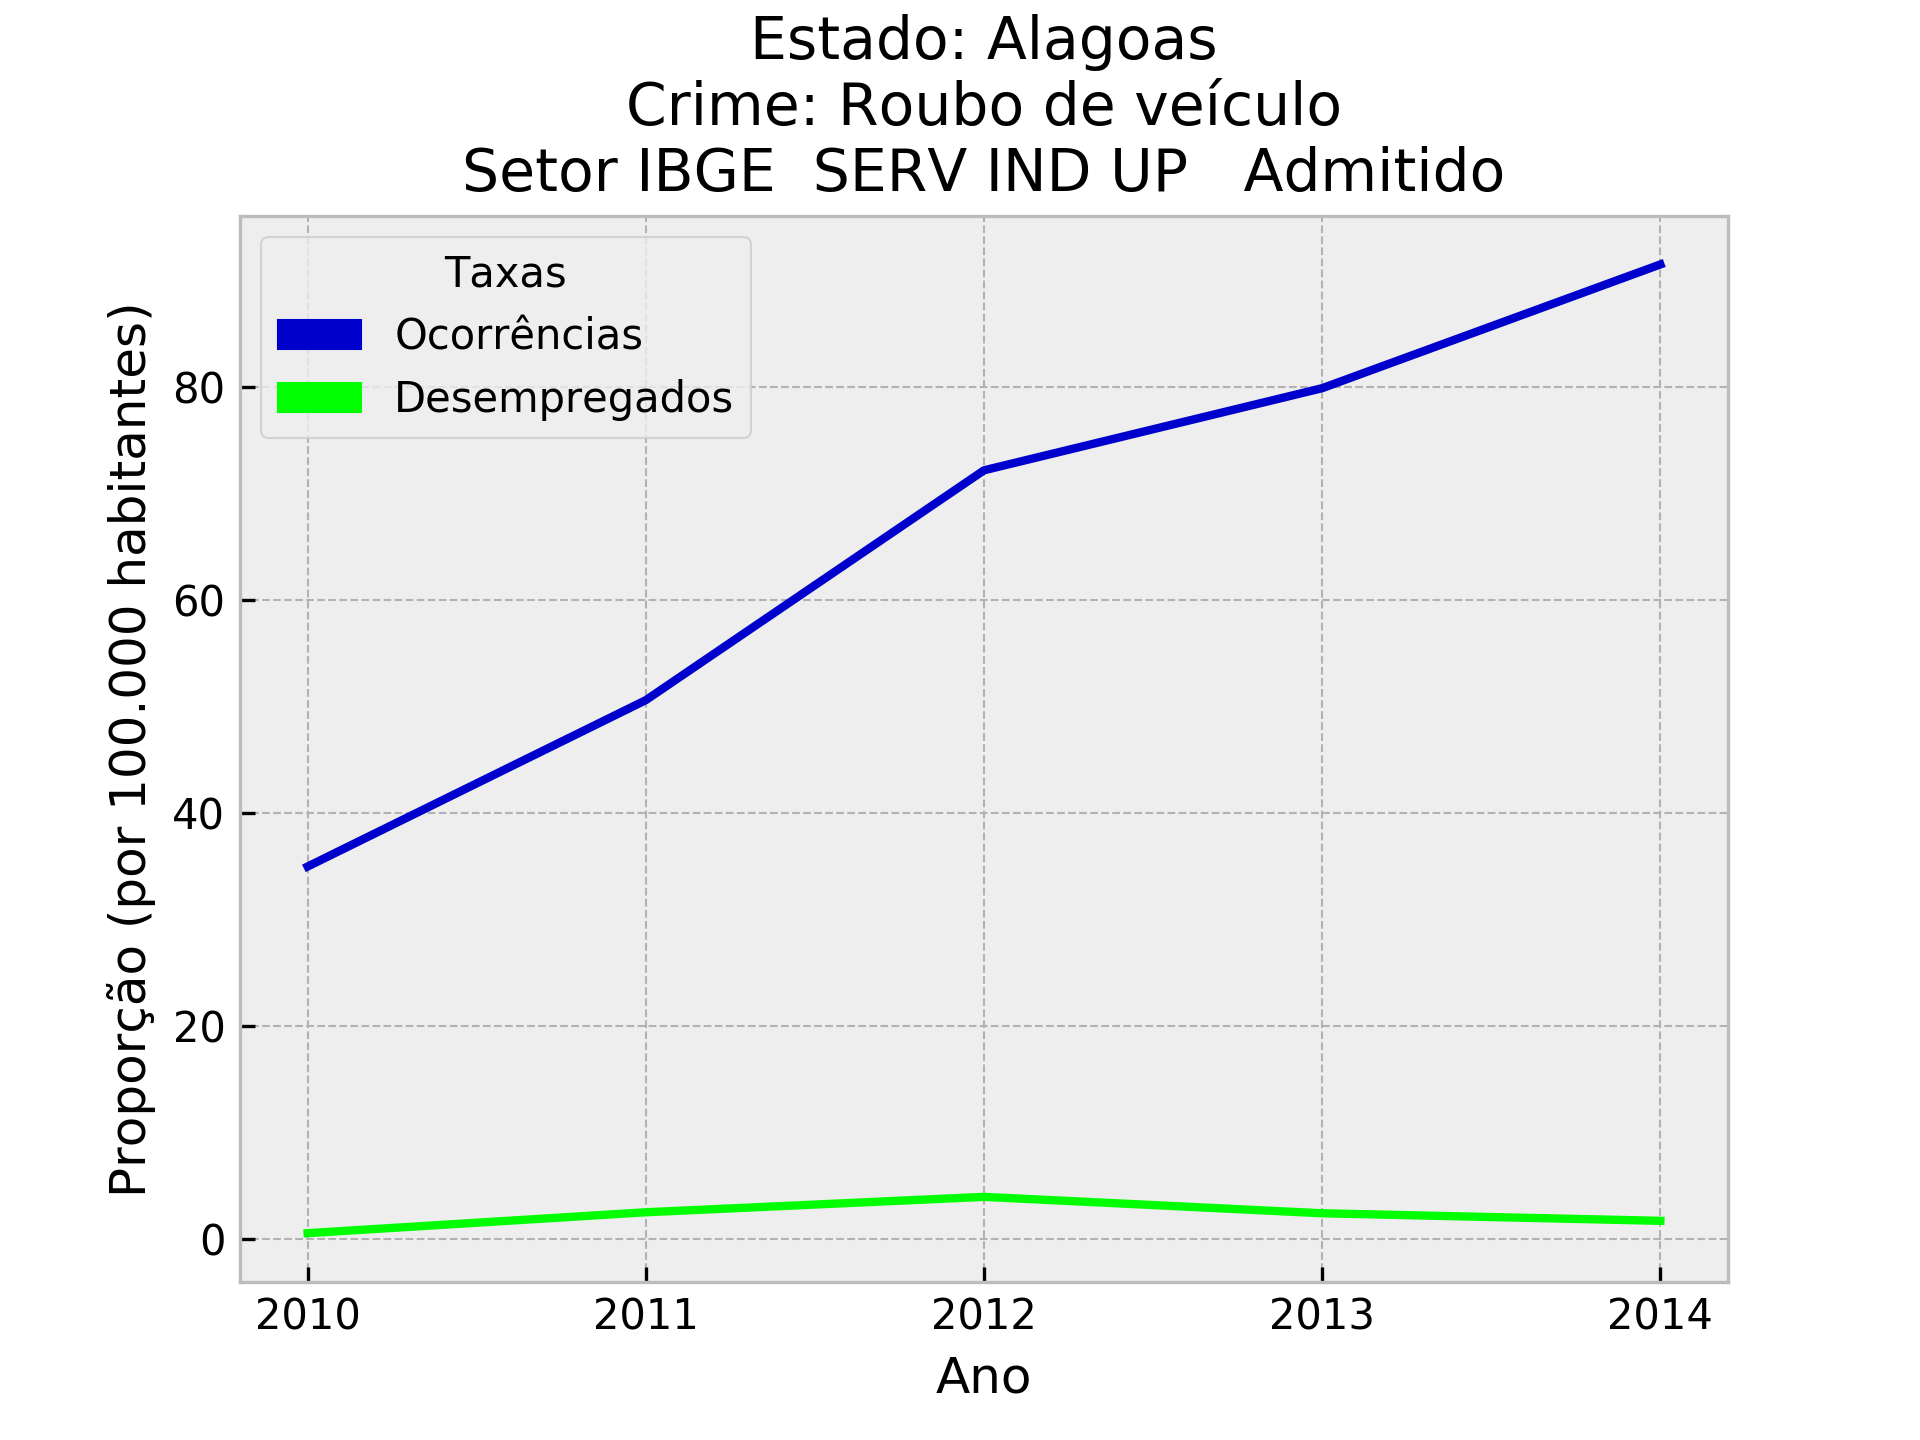 Estado: Alagoas
Crime: Roubo de veículo
Setor IBGE  SERV IND UP   Admitido
Taxas
Ocorrências
Desempregados
Proporção (por 100.000 habitantes)
80
60
40
20
0
2010 2011 2012 2013 2014
Ano